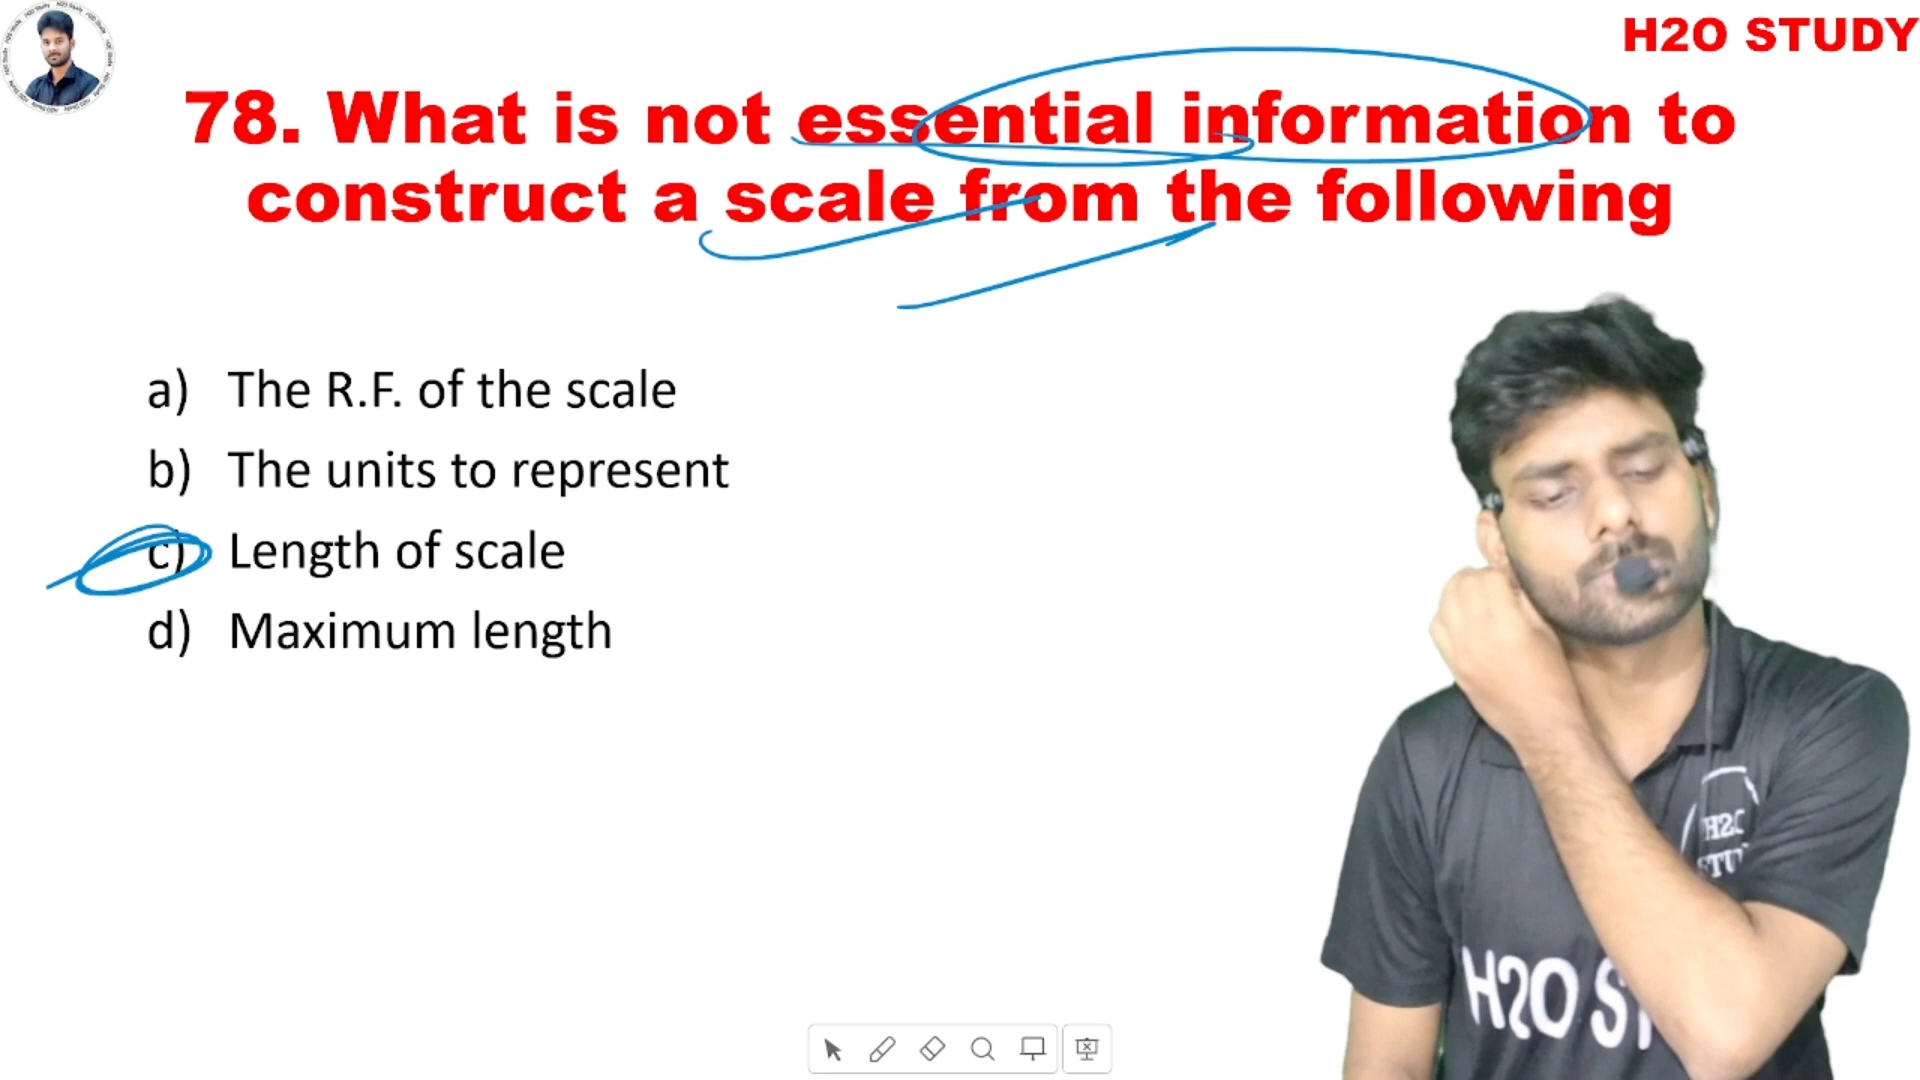 H2O STUDY
78. What is not essential information to
construct a scale from the following
a) The R.F. of the scale
b) The units to represent
c) Length of scale
d) Maximum length
H2O